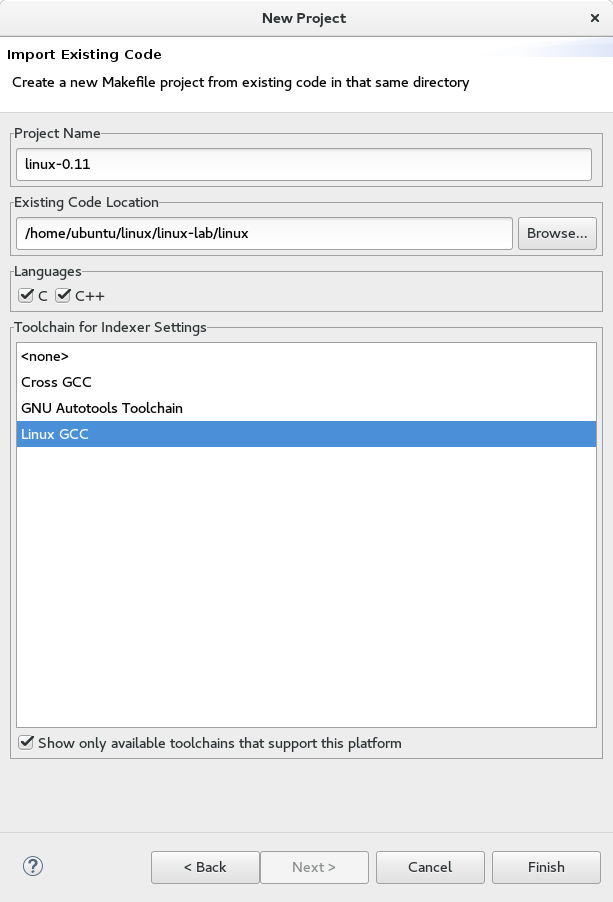 New Project
Import Existing Code
Create a new Makefile project from existing code in that same directory
Project Name
linux-0.11
Existing Code Location
/home/ubuntu/linux/linux-lab/linux
Browse...
Languages
C C++
Toolchain for Indexer Settings
<none>
Cross GCC
GNU Autotools Toolchain
Linux GCC
Show only available toolchains that support this platform
< Back Next > Cancel Finish